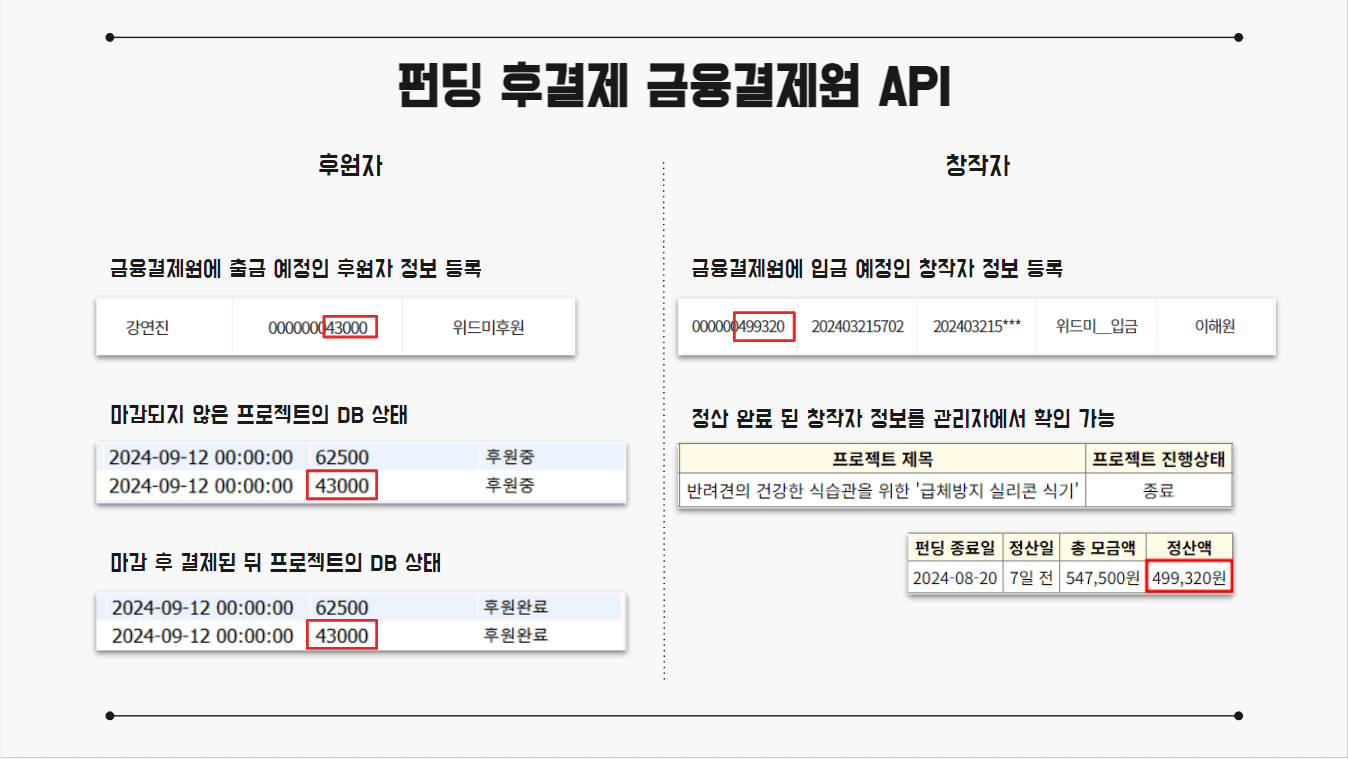 펀딩 후결제 금융결제원 API
후원자
금융결제원에 출금 예정인 후원자 정보 등록
강연진 000000043000 위드미후원
마감되지 않은 프로젝트의 DB 상태
2024-09-12 00:00:00 62500 후원중
2024-09-12 00:00:00 43000 후원중
마감 후 결제된 뒤 프로젝트의 DB 상태
2024-09-12 00:00:00 62500 후원완료
2024-09-12 00:00:00 43000 후원완료
창작자
금융결제원에 입금 예정인 창작자 정보 등록
000000499320 202403215702 202403215*** 위드미__입금 이해원
정산 완료 된 창작자 정보를 관리자에서 확인 가능
프로젝트 제목 프로젝트 진행상태
반려견의 건강한 식습관을 위한 '급체방지 실리콘 식기' 종료
펀딩 종료일 정산일 총 모금액 정산액
2024-08-20 7일 전 547,500원 499,320원